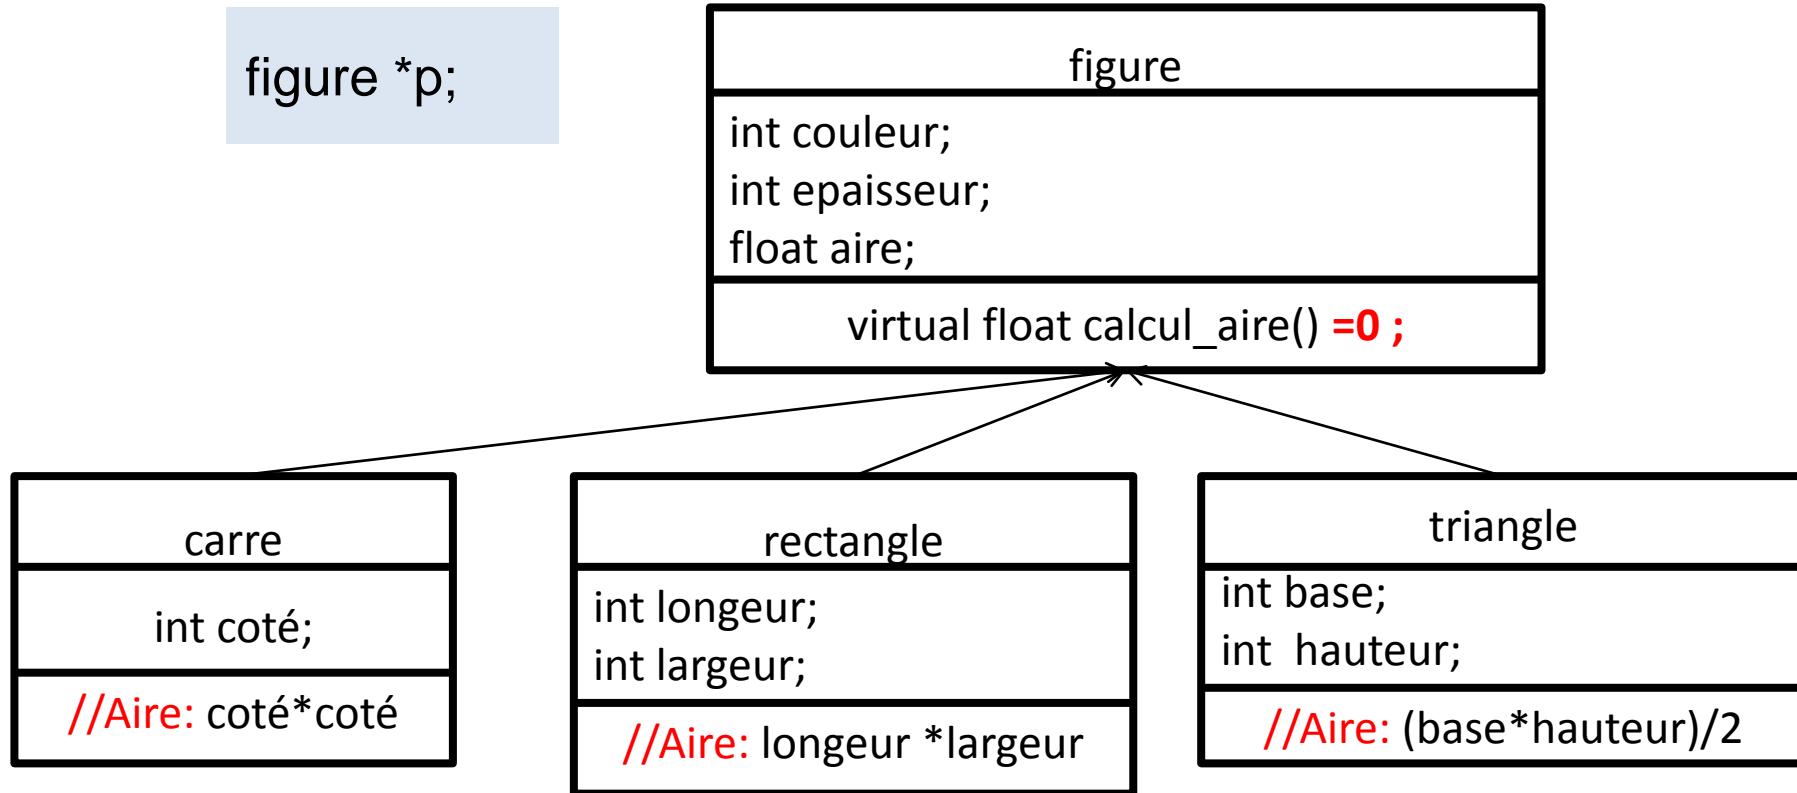 figure *p;
figure
int couleur;
int epaisseur;
float aire;
virtual float calcul_aire() =0 ;
carre
int coté;
//Aire: coté*coté
rectangle
int longeur;
int largeur;
//Aire: longeur *largeur
triangle
int base;
int  hauteur;
//Aire: (base*hauteur)/2